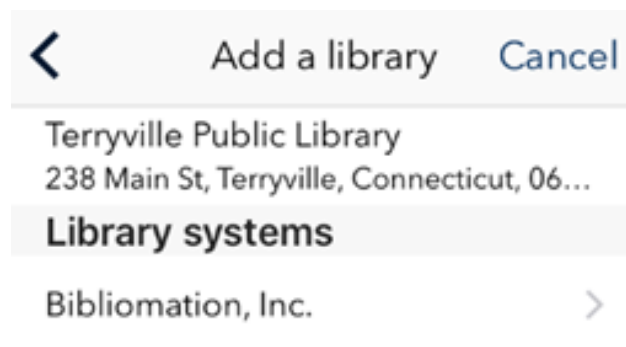 Add a library Cancel
Terryville Public Library
238 Main St, Terryville, Connecticut, 06...
Library systems
Bibliomation, Inc.